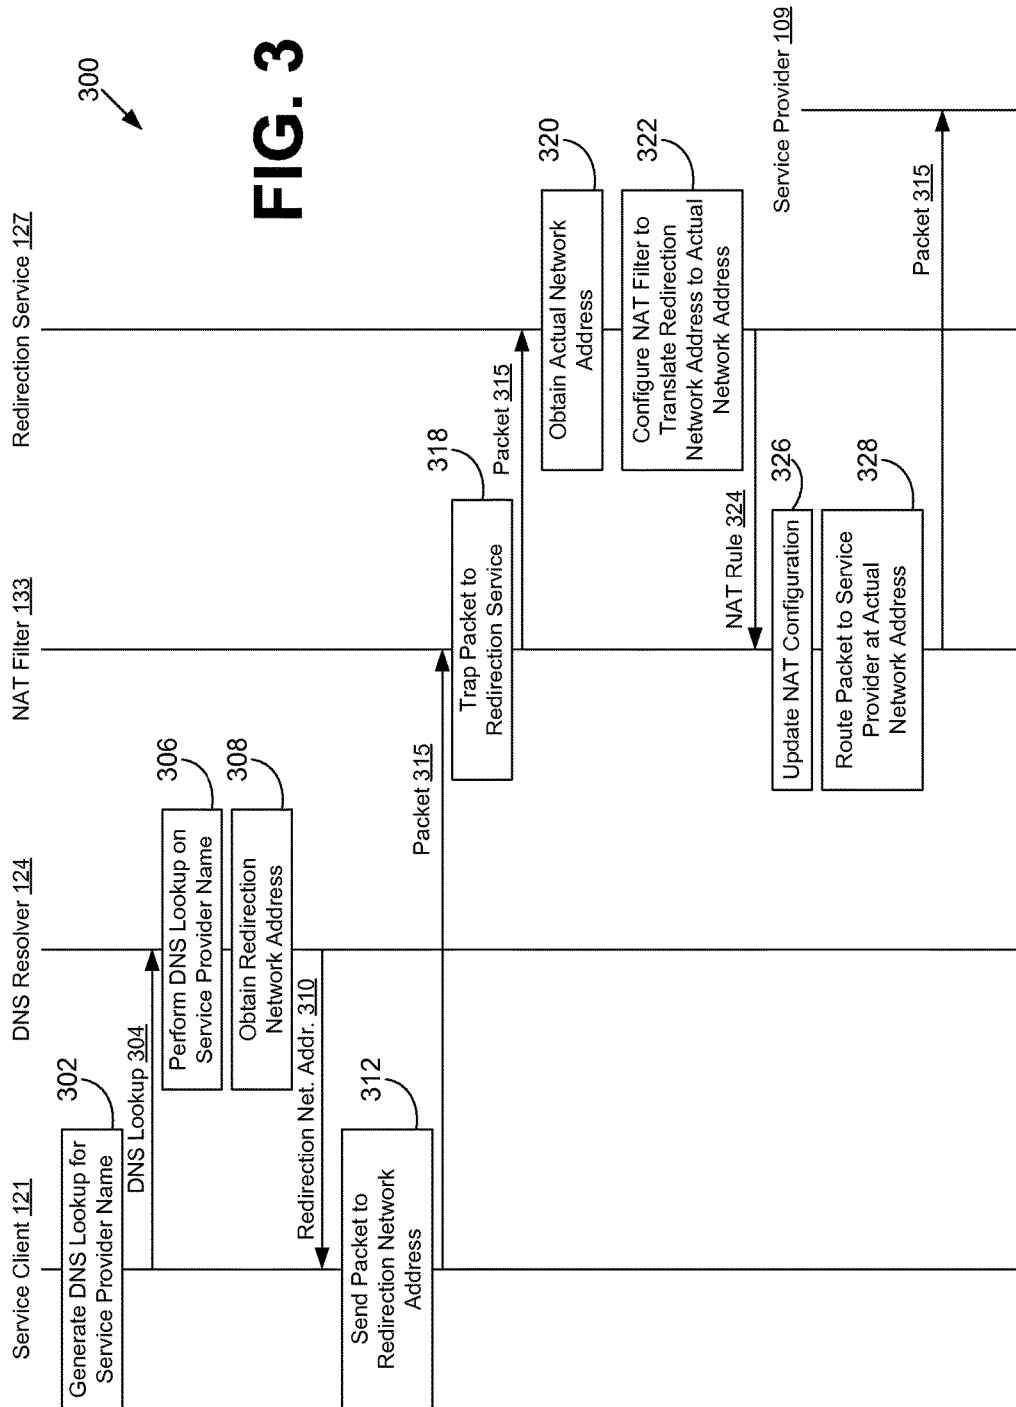 300
FIG. 3
Service Client 121
DNS Resolver 124
NAT Filter 133
Redirection Service 127
Generate DNS Lookup for
Service Provider Name
302
DNS Lookup 304
Perform DNS Lookup on
Service Provider Name
306
Obtain Redirection
Network Address
308
Redirection Net. Addr. 310
Send Packet to
Redirection Network
Address
312
Packet 315
Trap Packet to
Redirection Service
318
Packet 315
Obtain Actual Network
Address
320
Configure NAT Filter to
Translate Redirection
Network Address to Actual
Network Address
322
NAT Rule 324
Service Provider 109
Update NAT Configuration
326
Route Packet to Service
Provider at Actual
Network Address
328
Packet 315